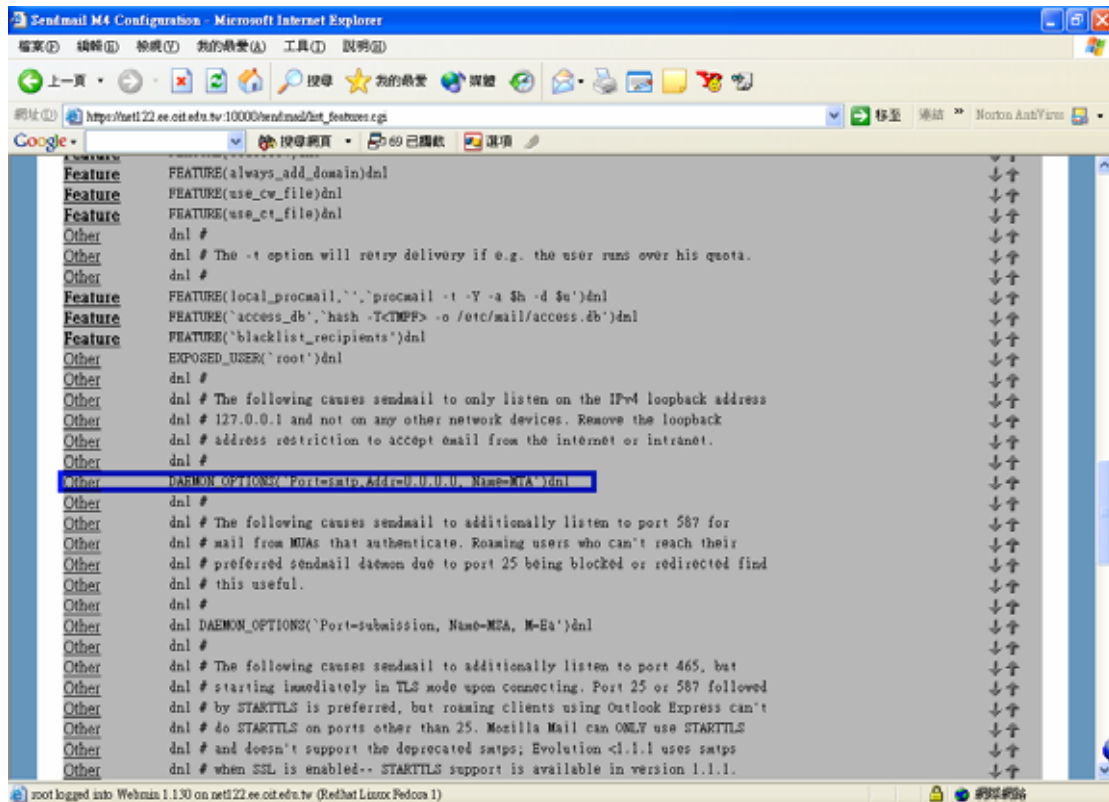 Sendmail M4 Configuration - Microsoft Internet Explorer
檔案(F) 編輯(E) 檢視(V) 我的最愛(A) 工具(T) 說明(H)
上一頁 搜尋 我的最愛 媒體
網址(D) https://net122.ee.oit.edu.tw:10000/sendmail/list_features.cgi 移至 連結 » Norton AntiVirus
Google 搜尋網頁 69 已攔截 選項
Feature FEATURE(always_add_domain)dnl
Feature FEATURE(use_cw_file)dnl
Feature FEATURE(use_ct_file)dnl
Other dnl #
Other dnl # The -t option will retry delivery if e.g. the user runs over his quota.
Other dnl #
Feature FEATURE(local_procmail,`',`procmail -t -Y -a $h -d $u')dnl
Feature FEATURE(`access_db',`hash -T<TMPF> -o /etc/mail/access.db')dnl
Feature FEATURE(`blacklist_recipients')dnl
Other EXPOSED_USER(`root')dnl
Other dnl #
Other dnl # The following causes sendmail to only listen on the IPv4 loopback address
Other dnl # 127.0.0.1 and not on any other network devices. Remove the loopback
Other dnl # address restriction to accept email from the internet or intranet.
Other dnl #
Other DAEMON_OPTIONS(`Port=smtp,Addr=0.0.0.0, Name=MTA')dnl
Other dnl #
Other dnl # The following causes sendmail to additionally listen to port 587 for
Other dnl # mail from MUAs that authenticate. Roaming users who can't reach their
Other dnl # preferred sendmail daemon due to port 25 being blocked or redirected find
Other dnl # this useful.
Other dnl #
Other dnl DAEMON_OPTIONS(`Port=submission, Name=MSA, M=Ea')dnl
Other dnl #
Other dnl # The following causes sendmail to additionally listen to port 465, but
Other dnl # starting immediately in TLS mode upon connecting. Port 25 or 587 followed
Other dnl # by STARTTLS is preferred, but roaming clients using Outlook Express can't
Other dnl # do STARTTLS on ports other than 25. Mozilla Mail can ONLY use STARTTLS
Other dnl # and doesn't support the deprecated smtps; Evolution <1.1.1 uses smtps
Other dnl # when SSL is enabled-- STARTTLS support is available in version 1.1.1.
root logged into Webmin 1.130 on net122.ee.oit.edu.tw (Redhat Linux Fedora 1) 網際網路